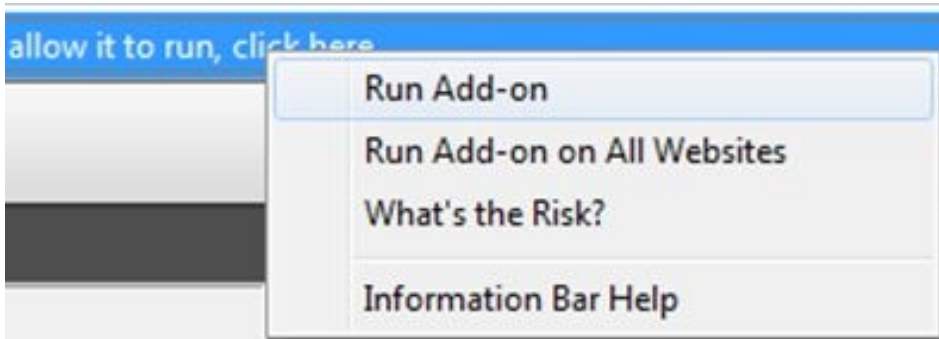 allow it to run, click here
Run Add-on
Run Add-on on All Websites
What's the Risk?
Information Bar Help